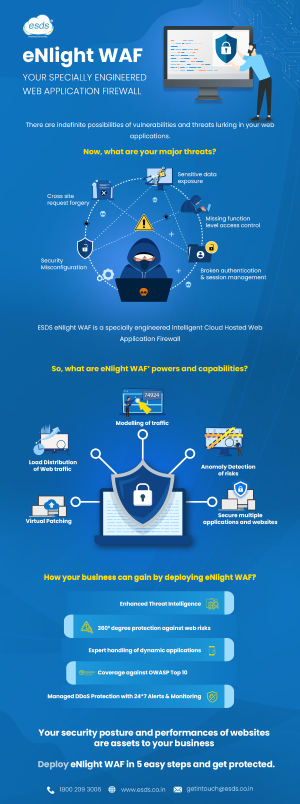 esds
eNlight WAF
YOUR SPECIALLY ENGINEERED
WEB APPLICATION FIREWALL
There are indefinite possibilities of vulnerabilities and threats lurking in your web
applications.
Now, what are your major threats?
Sensitive data
exposure
Cross site
request forgery
Missing function
level access control
Security
Misconfiguration
Broken authentication
& session management
ESDS eNlight WAF is a specially engineered intelligent Cloud Hosted Web
Application Firewall
So, what are eNlight WAF' powers and capabilities?
74924
Modelling of traffic
Load Distribution
of Web traffic
Anomaly Detection
of risks
Virtual Patching
Secure multiple
applications and websites
How your business can gain by deploying eNlight WAF?
Enhanced Threat Intelligence
360° degree protection against web risks
Expert handling of dynamic applications
Coverage against OWASP Top 10
Managed DDoS Protection with 24*7 Alerts & Monitoring
Your security posture and performances of websites
are assets to your business
Deploy eNlight WAF in 5 easy steps and get protected.
1800 209 3006
www.esds.co.in
getintouch@esds.co.in